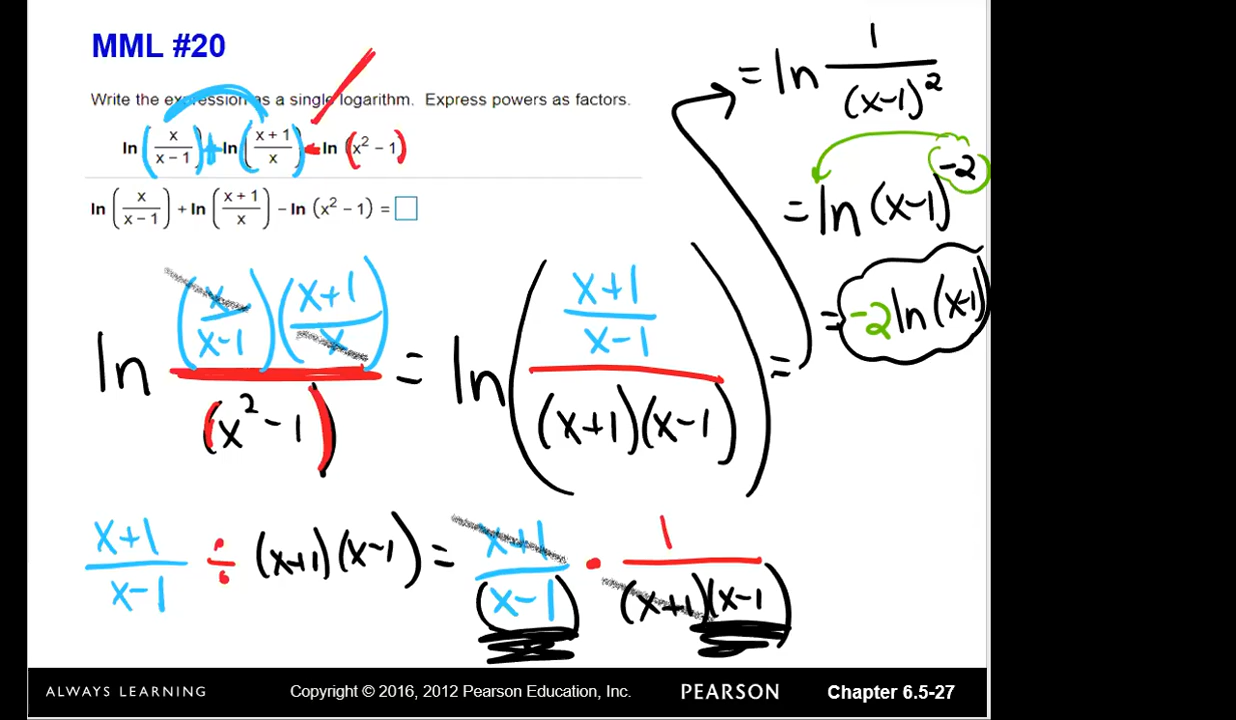 MML #20
Write the expression as a single logarithm. Express powers as factors.
ln (x/(x − 1)) + ln ((x + 1)/x) − ln (x² − 1)
ln (x/(x − 1)) + ln ((x + 1)/x) − ln (x² − 1) = □
ln ((x/(x−1)) ((x+1)/x)) / (x² − 1) = ln (((x+1)/(x−1)) / ((x+1)(x−1))) =
(x+1)/(x−1) ÷ (x+1)(x−1) = (x+1)/(x−1) • 1/((x+1)(x−1))
= ln 1/(x−1)²
= ln (x−1)⁻²
= -2 ln (x-1)
ALWAYS LEARNING
Copyright © 2016, 2012 Pearson Education, Inc.
PEARSON
Chapter 6.5-27